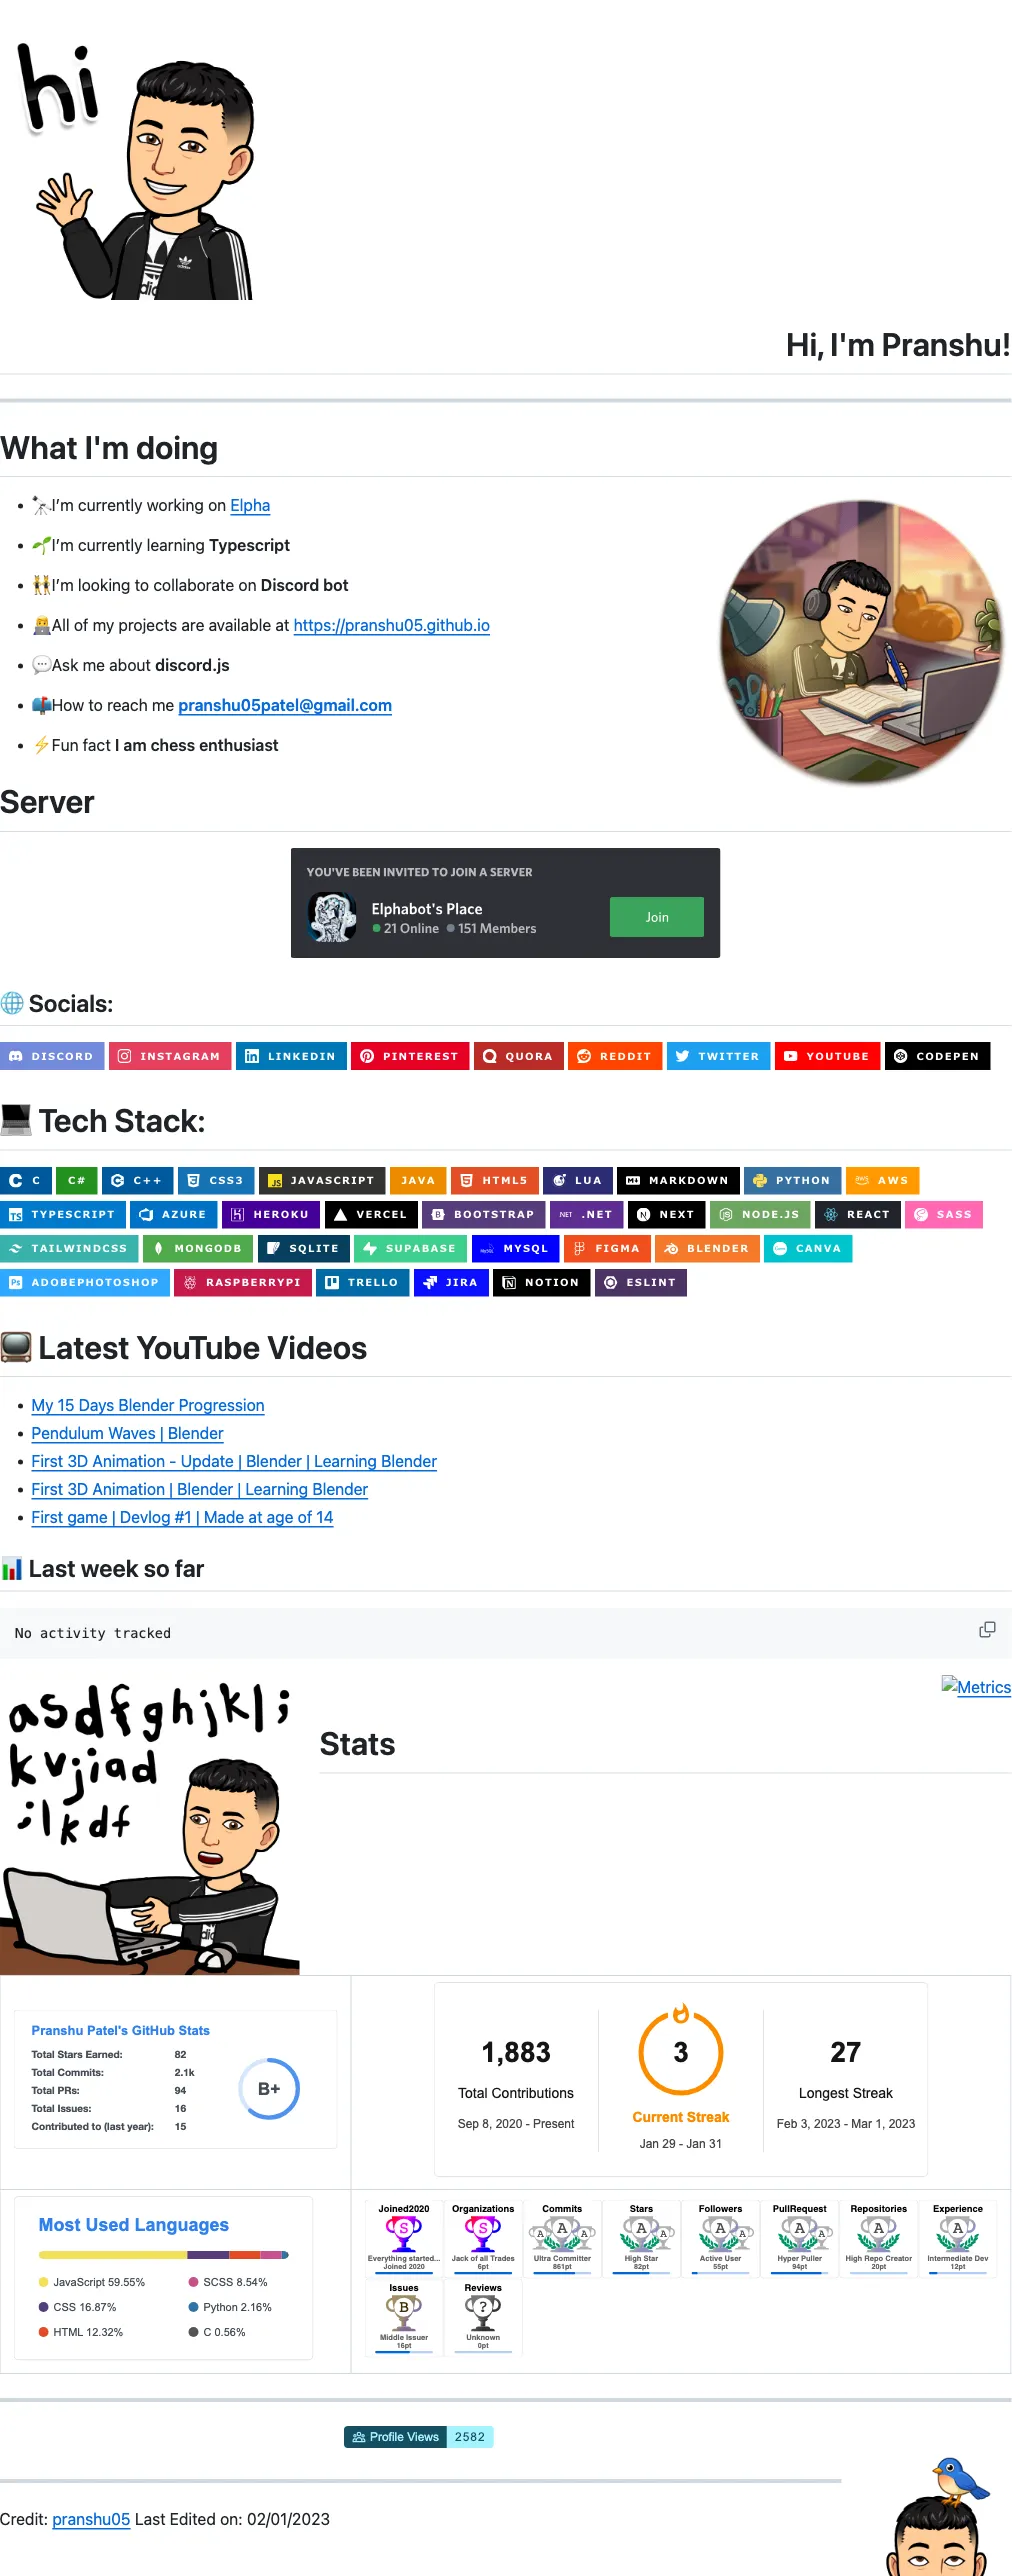 hi
Hi, I'm Pranshu!
What I'm doing
I'm currently working on Elpha
I'm currently learning Typescript
I'm looking to collaborate on Discord bot
All of my projects are available at https://pranshu05.github.io
Ask me about discord.js
How to reach me pranshu05patel@gmail.com
Fun fact I am chess enthusiast
Server
YOU'VE BEEN INVITED TO JOIN A SERVER
Elphabot's Place
21 Online 151 Members
Join
Socials:
DISCORD INSTAGRAM LINKEDIN PINTEREST QUORA REDDIT TWITTER YOUTUBE CODEPEN
Tech Stack:
C C# C++ CSS3 JAVASCRIPT JAVA HTML5 LUA MARKDOWN PYTHON AWS
TYPESCRIPT AZURE HEROKU VERCEL BOOTSTRAP .NET NEXT NODE.JS REACT SASS
TAILWINDCSS MONGODB SQLITE SUPABASE MYSQL FIGMA BLENDER CANVA
ADOBEPHOTOSHOP RASPBERRYPI TRELLO JIRA NOTION ESLINT
Latest YouTube Videos
My 15 Days Blender Progression
Pendulum Waves | Blender
First 3D Animation - Update | Blender | Learning Blender
First 3D Animation | Blender | Learning Blender
First game | Devlog #1 | Made at age of 14
Last week so far
No activity tracked
Metrics
asdfghjkl;
kvjiad
;lkdf
Stats
Pranshu Patel's GitHub Stats
Total Stars Earned: 82
Total Commits: 2.1k
Total PRs: 94
Total Issues: 16
Contributed to (last year): 15
B+
1,883
Total Contributions
Sep 8, 2020 - Present
3
Current Streak
Jan 29 - Jan 31
27
Longest Streak
Feb 3, 2023 - Mar 1, 2023
Most Used Languages
JavaScript 59.55% SCSS 8.54%
CSS 16.87% Python 2.16%
HTML 12.32% C 0.56%
Joined2020 Organizations Commits Stars Followers PullRequest Repositories Experience
S S A A A A A A A A A A A A
Everything started... Jack of all Trades Ultra Committer High Star Active User Hyper Puller High Repo Creator Intermediate Dev
Joined 2020 6pt 861pt 82pt 55pt 94pt 20pt 12pt
Issues Reviews
B ?
Middle Issuer Unknown
16pt 0pt
Profile Views 2582
Credit: pranshu05 Last Edited on: 02/01/2023